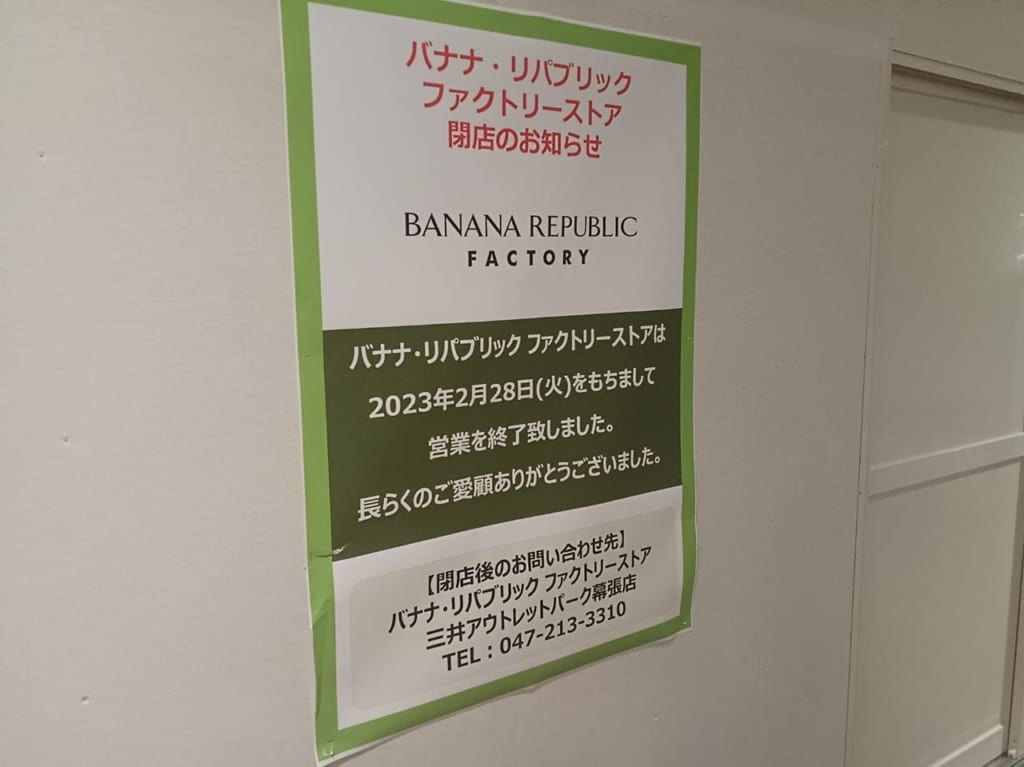 バナナ・リパブリック
ファクトリーストア
閉店のお知らせ
BANANA REPUBLIC
FACTORY
バナナ・リパブリック ファクトリーストアは
2023年2月28日(火)をもちまして
営業を終了致しました。
長らくのご愛顧ありがとうございました。
【閉店後のお問い合わせ先】
バナナ・リパブリック ファクトリーストア
三井アウトレットパーク幕張店
TEL：047-213-3310